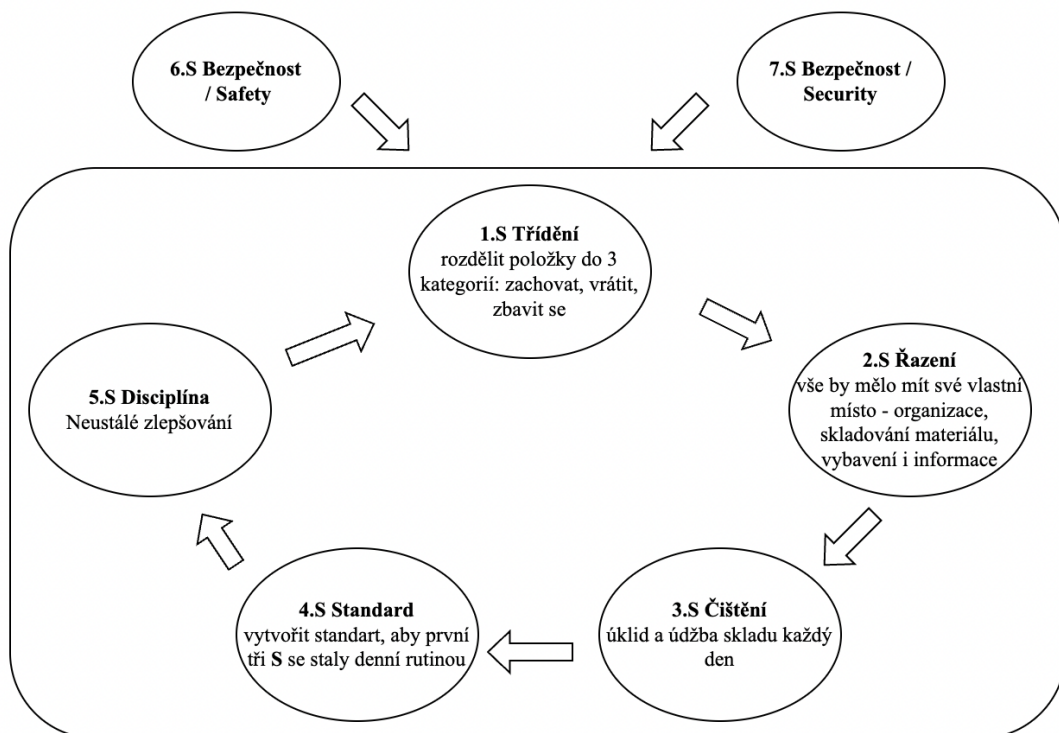 6.S Bezpečnost
/ Safety
7.S Bezpečnost /
Security
1.S Třídění
rozdělit položky do 3
kategorií: zachovat, vrátit,
zbavit se
2.S Řazení
vše by mělo mít své vlastní
místo - organizace,
skladování materiálu,
vybavení i informace
3.S Čištění
úklid a údžba skladu každý
den
4.S Standard
vytvořit standart, aby první
tři S se staly denní rutinou
5.S Disciplína
Neustálé zlepšování